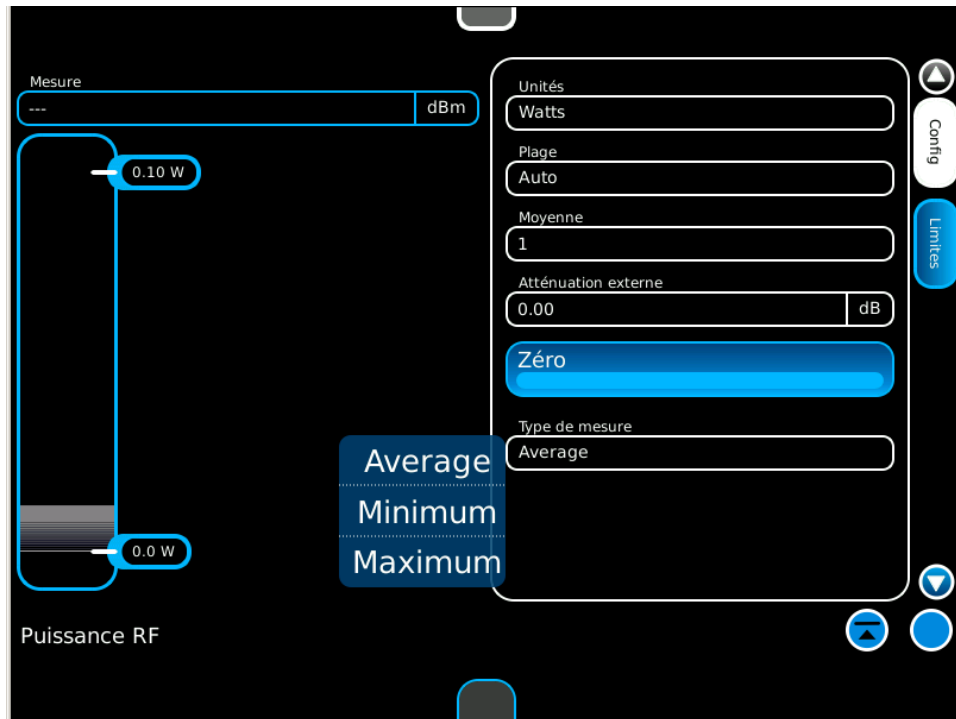 Mesure
---
dBm
0.10 W
0.0 W
Puissance RF
Unités
Watts
Plage
Auto
Moyenne
1
Atténuation externe
0.00
dB
Zéro
Type de mesure
Average
Average
Minimum
Maximum
Config
Limites